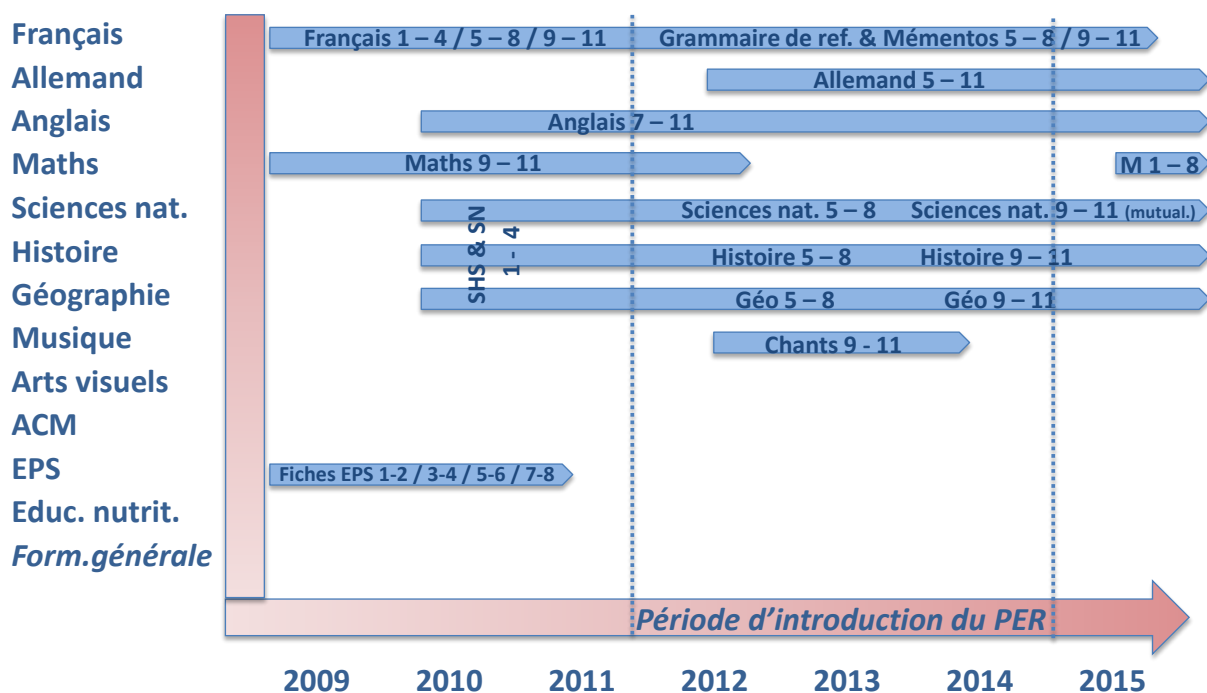 Français Français 1 – 4 / 5 – 8 / 9 – 11 Grammaire de ref. & Mémentos 5 – 8 / 9 – 11
Allemand Allemand 5 – 11
Anglais Anglais 7 – 11
Maths Maths 9 – 11 M 1 – 8
Sciences nat. Sciences nat. 5 – 8 Sciences nat. 9 – 11 (mutual.)
SHS & SN
1 - 4
Histoire Histoire 5 – 8 Histoire 9 – 11
Géographie Géo 5 – 8 Géo 9 – 11
Musique Chants 9 - 11
Arts visuels
ACM
EPS Fiches EPS 1-2 / 3-4 / 5-6 / 7-8
Educ. nutrit.
Form.générale
Période d’introduction du PER
2009 2010 2011 2012 2013 2014 2015